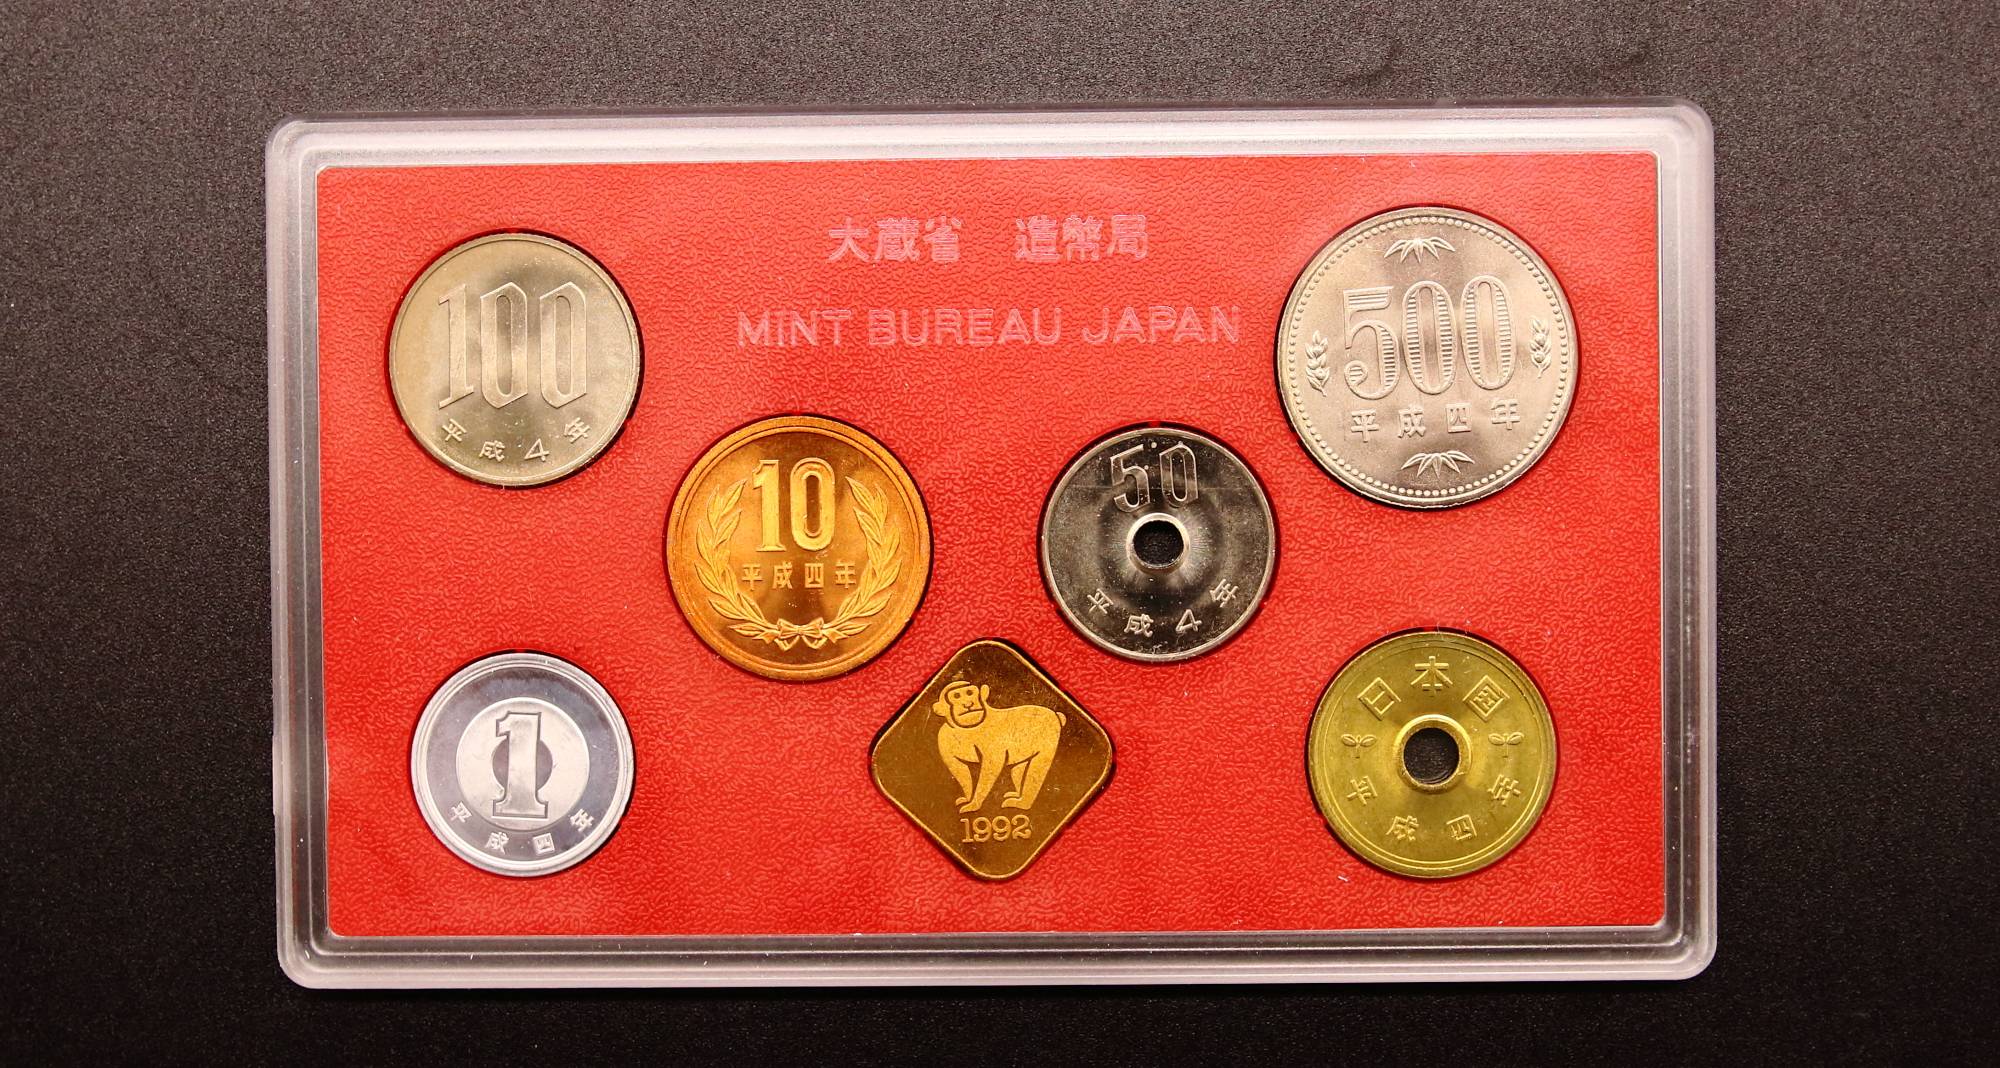 大蔵省 造幣局
MINT BUREAU JAPAN
100
平成4年
500
平成四年
10
平成四年
50
平成4年
1
平成四年
1992
日本国
平成四年